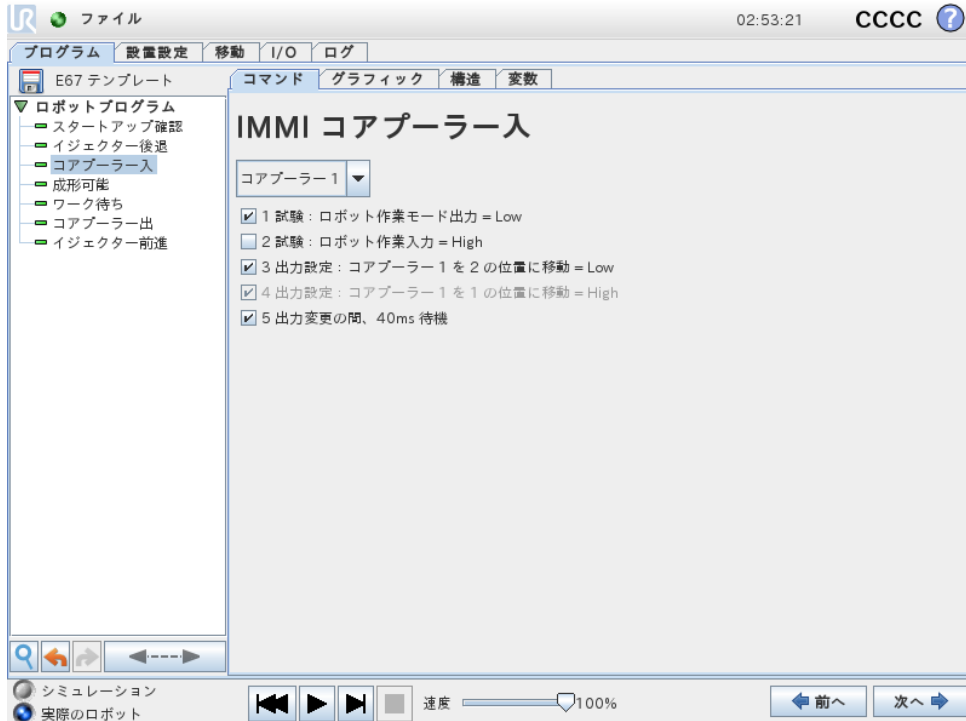 UR ファイル 02:53:21 CCCC ?
プログラム 設置設定 移動 I/O ログ
E67 テンプレート
コマンド グラフィック 構造 変数
ロボットプログラム
スタートアップ確認
イジェクター後退
コアプーラー入
成形可能
ワーク待ち
コアプーラー出
イジェクター前進
IMMI コアプーラー入
コアプーラー 1
1 試験：ロボット作業モード出力 = Low
2 試験：ロボット作業入力 = High
3 出力設定：コアプーラー 1 を 2 の位置に移動 = Low
4 出力設定：コアプーラー 1 を 1 の位置に移動 = High
5 出力変更の間、40ms 待機
シミュレーション
実際のロボット
速度 100%
前へ 次へ